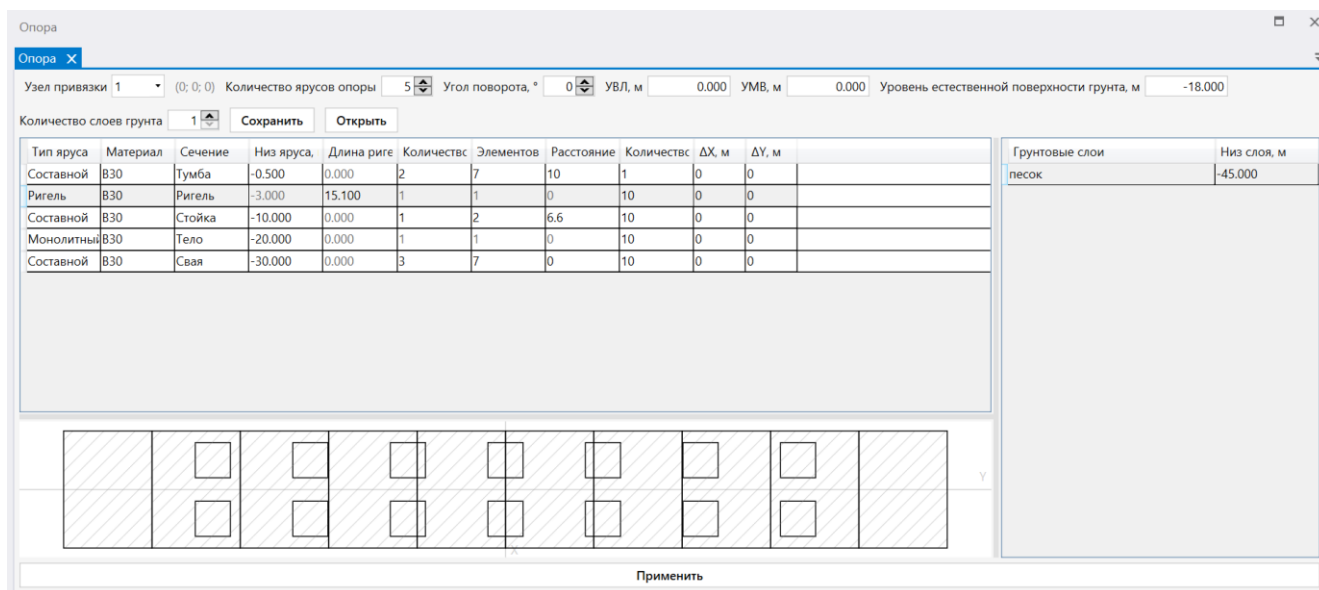 Опора
Опора X
Узел привязки 1 (0; 0; 0) Количество ярусов опоры 5 Угол поворота, ° 0 УВЛ, м 0.000 УМВ, м 0.000 Уровень естественной поверхности грунта, м -18.000
Количество слоев грунта 1 Сохранить Открыть
Тип яруса Материал Сечение Низ яруса, Длина риге Количествс Элементов Расстояние Количествс ΔX, м ΔY, м Грунтовые слои Низ слоя, м
Составной B30 Тумба -0.500 0.000 2 7 10 1 0 0 песок -45.000
Ригель B30 Ригель -3.000 15.100 1 1 0 10 0 0
Составной B30 Стойка -10.000 0.000 1 2 6.6 10 0 0
Монолитный B30 Тело -20.000 0.000 1 1 0 10 0 0
Составной B30 Свая -30.000 0.000 3 7 0 10 0 0
Y
X
Применить